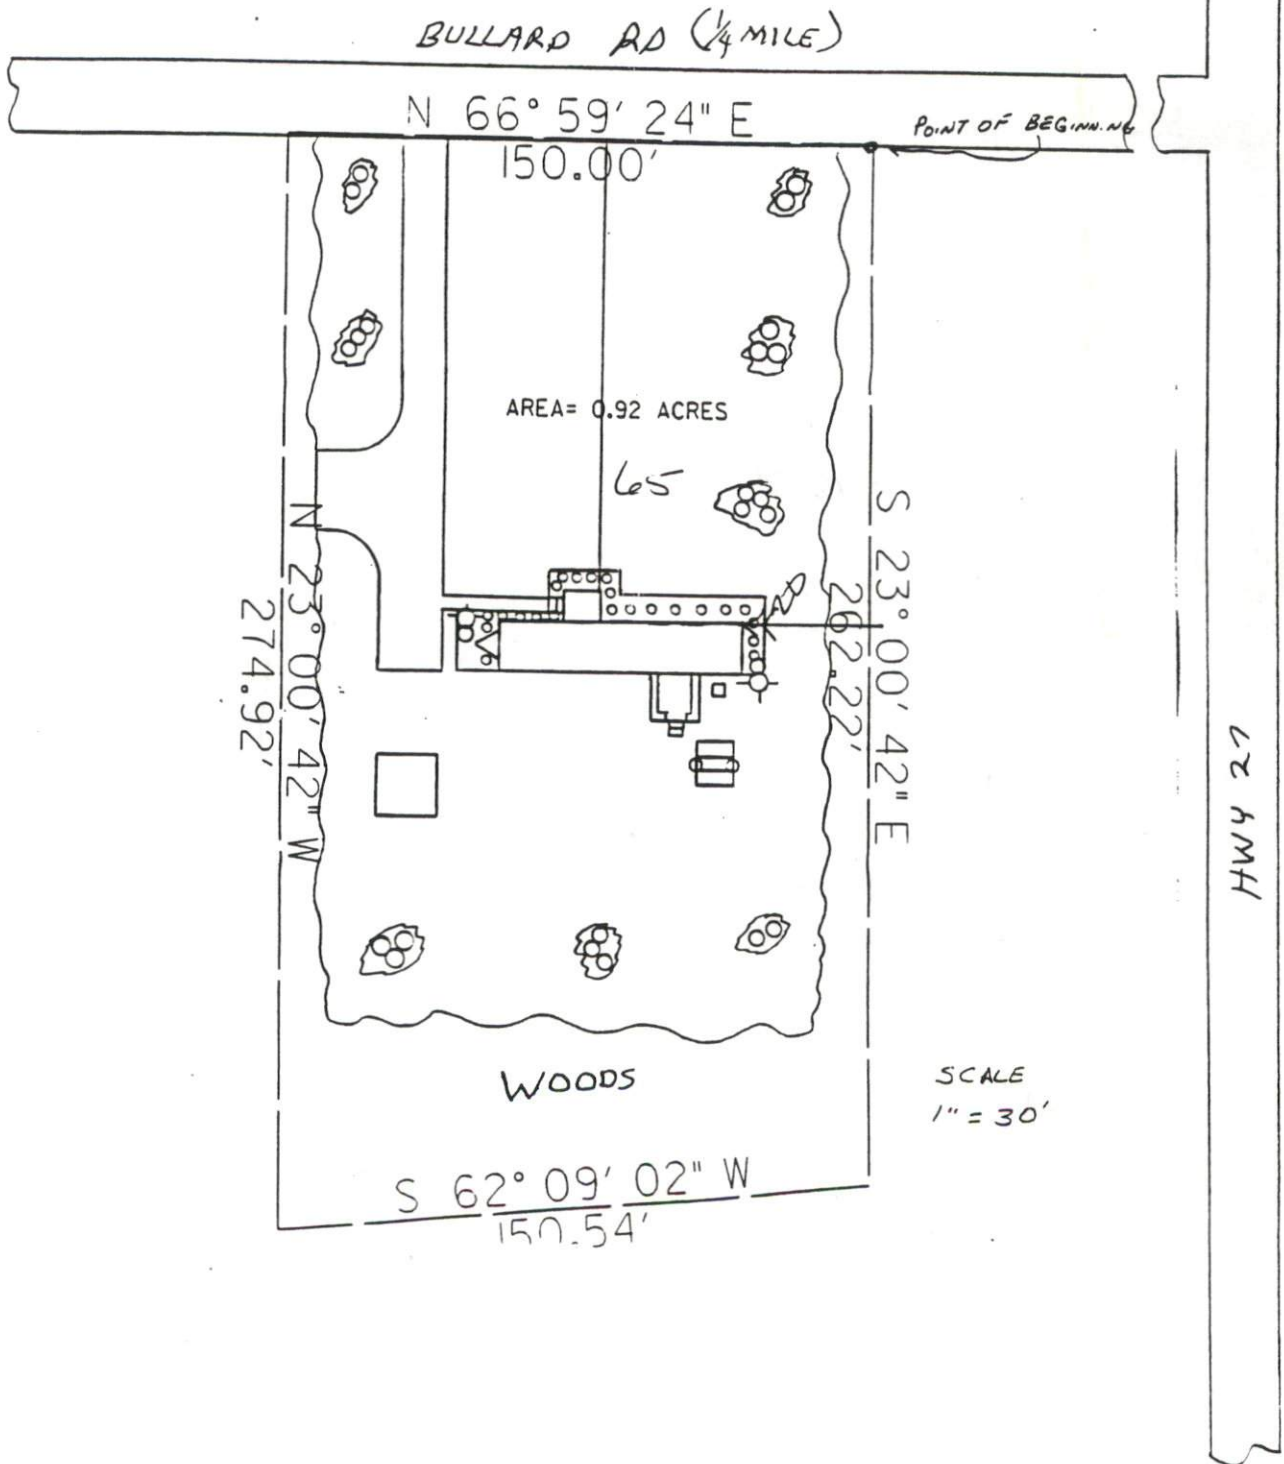 BULLARD RD (1/4 MILE)
N 66° 59' 24" E
150.00'
POINT OF BEGINNING
AREA= 0.92 ACRES
65
S 23° 00' 42" E
262.22'
20
N 23° 00' 42" W
274.92'
HWY 27
WOODS
SCALE
1" = 30'
S 62° 09' 02" W
150.54'